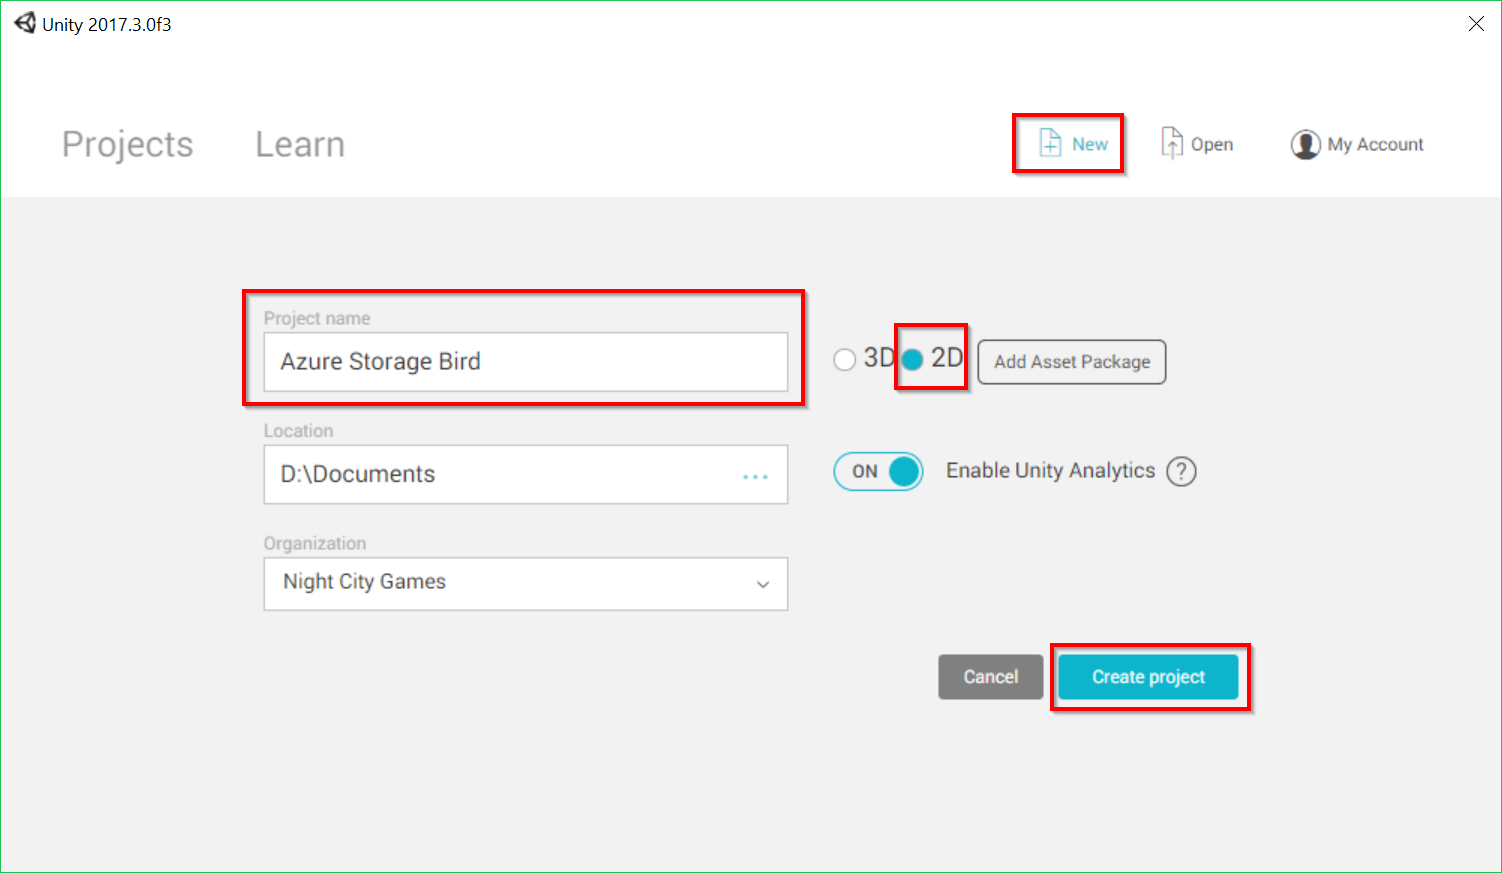 Unity 2017.3.0f3
Projects Learn New Open My Account
Project name
Azure Storage Bird
3D 2D Add Asset Package
Location
D:\Documents ...
ON Enable Unity Analytics ?
Organization
Night City Games
Cancel Create project